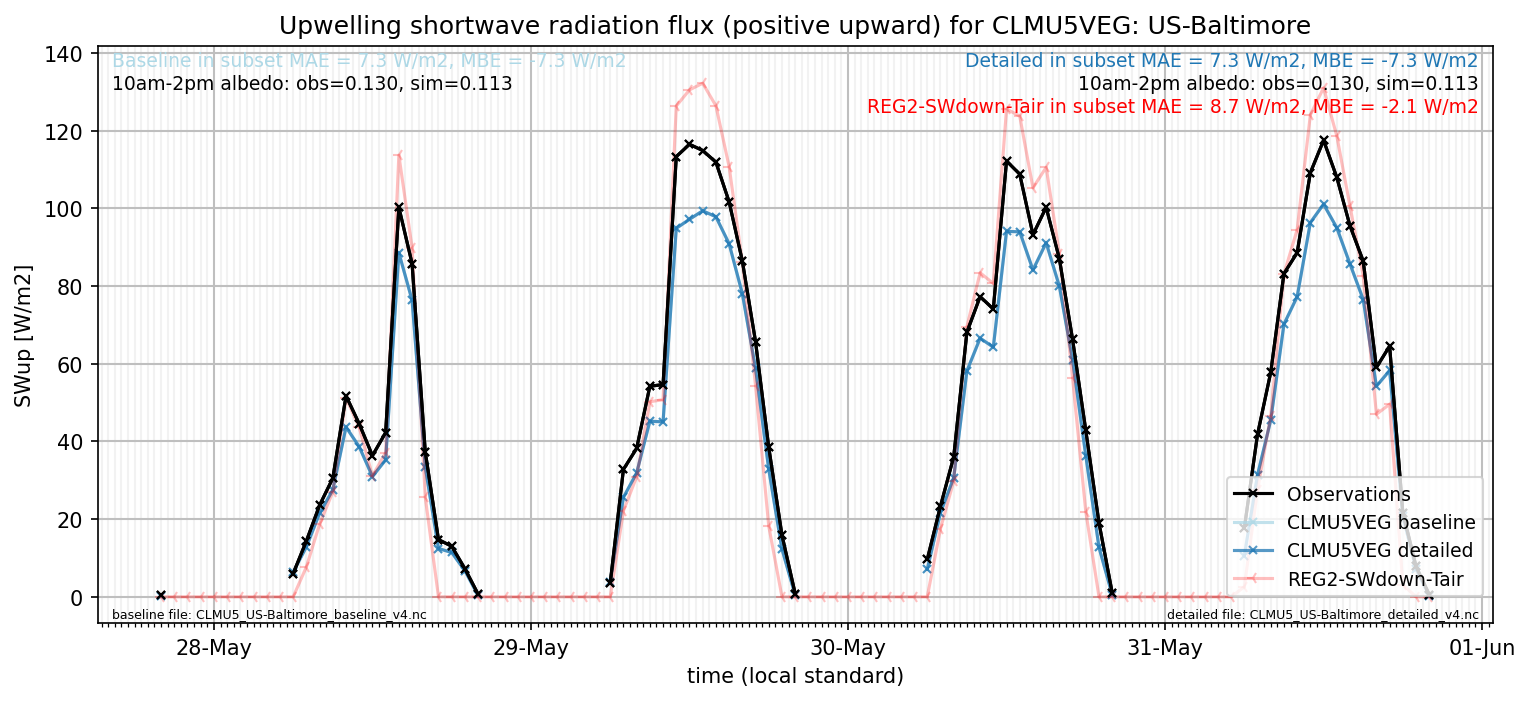 Upwelling shortwave radiation flux (positive upward) for CLMU5VEG: US-Baltimore
Baseline in subset MAE = 7.3 W/m2, MBE = -7.3 W/m2
10am-2pm albedo: obs=0.130, sim=0.113
Detailed in subset MAE = 7.3 W/m2, MBE = -7.3 W/m2
10am-2pm albedo: obs=0.130, sim=0.113
REG2-SWdown-Tair in subset MAE = 8.7 W/m2, MBE = -2.1 W/m2
SWup [W/m2]
140
120
100
80
60
40
20
0
Observations
CLMU5VEG baseline
CLMU5VEG detailed
REG2-SWdown-Tair
baseline file: CLMU5_US-Baltimore_baseline_v4.nc
detailed file: CLMU5_US-Baltimore_detailed_v4.nc
28-May
29-May
30-May
31-May
01-Jun
time (local standard)